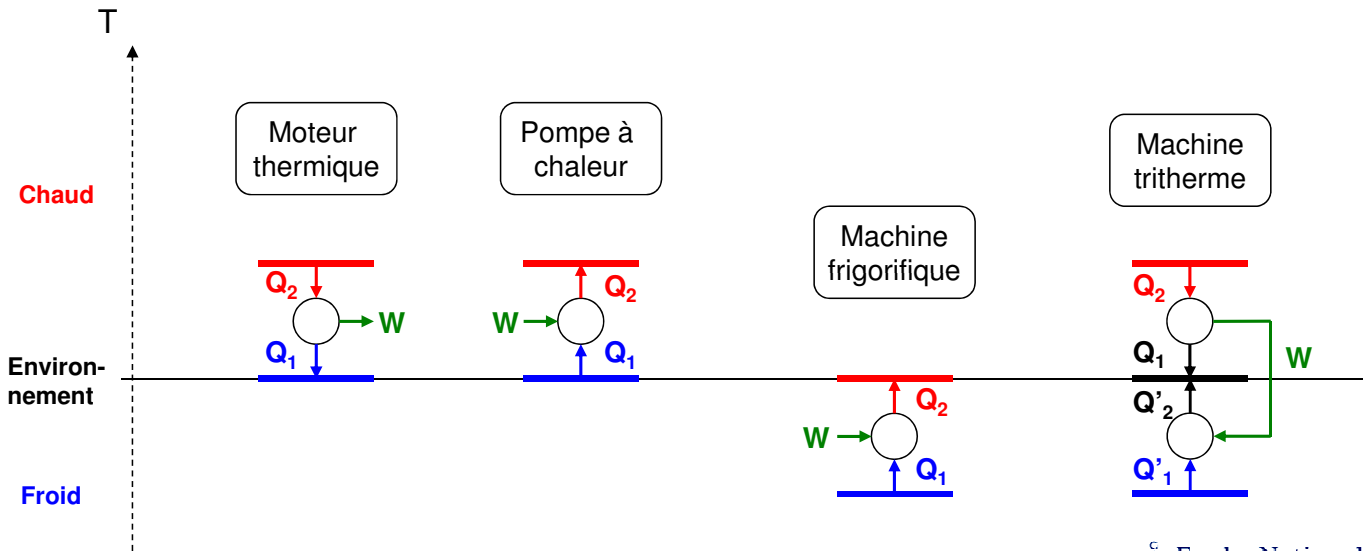 T
Moteur
thermique
Pompe à
chaleur
Machine
tritherme
Chaud
Machine
frigorifique
Q2
W
Q1
W
Q2
Q1
Q2
Q1
W
Environ-
nement
Q2
W
Q1
Q'2
Q'1
Froid